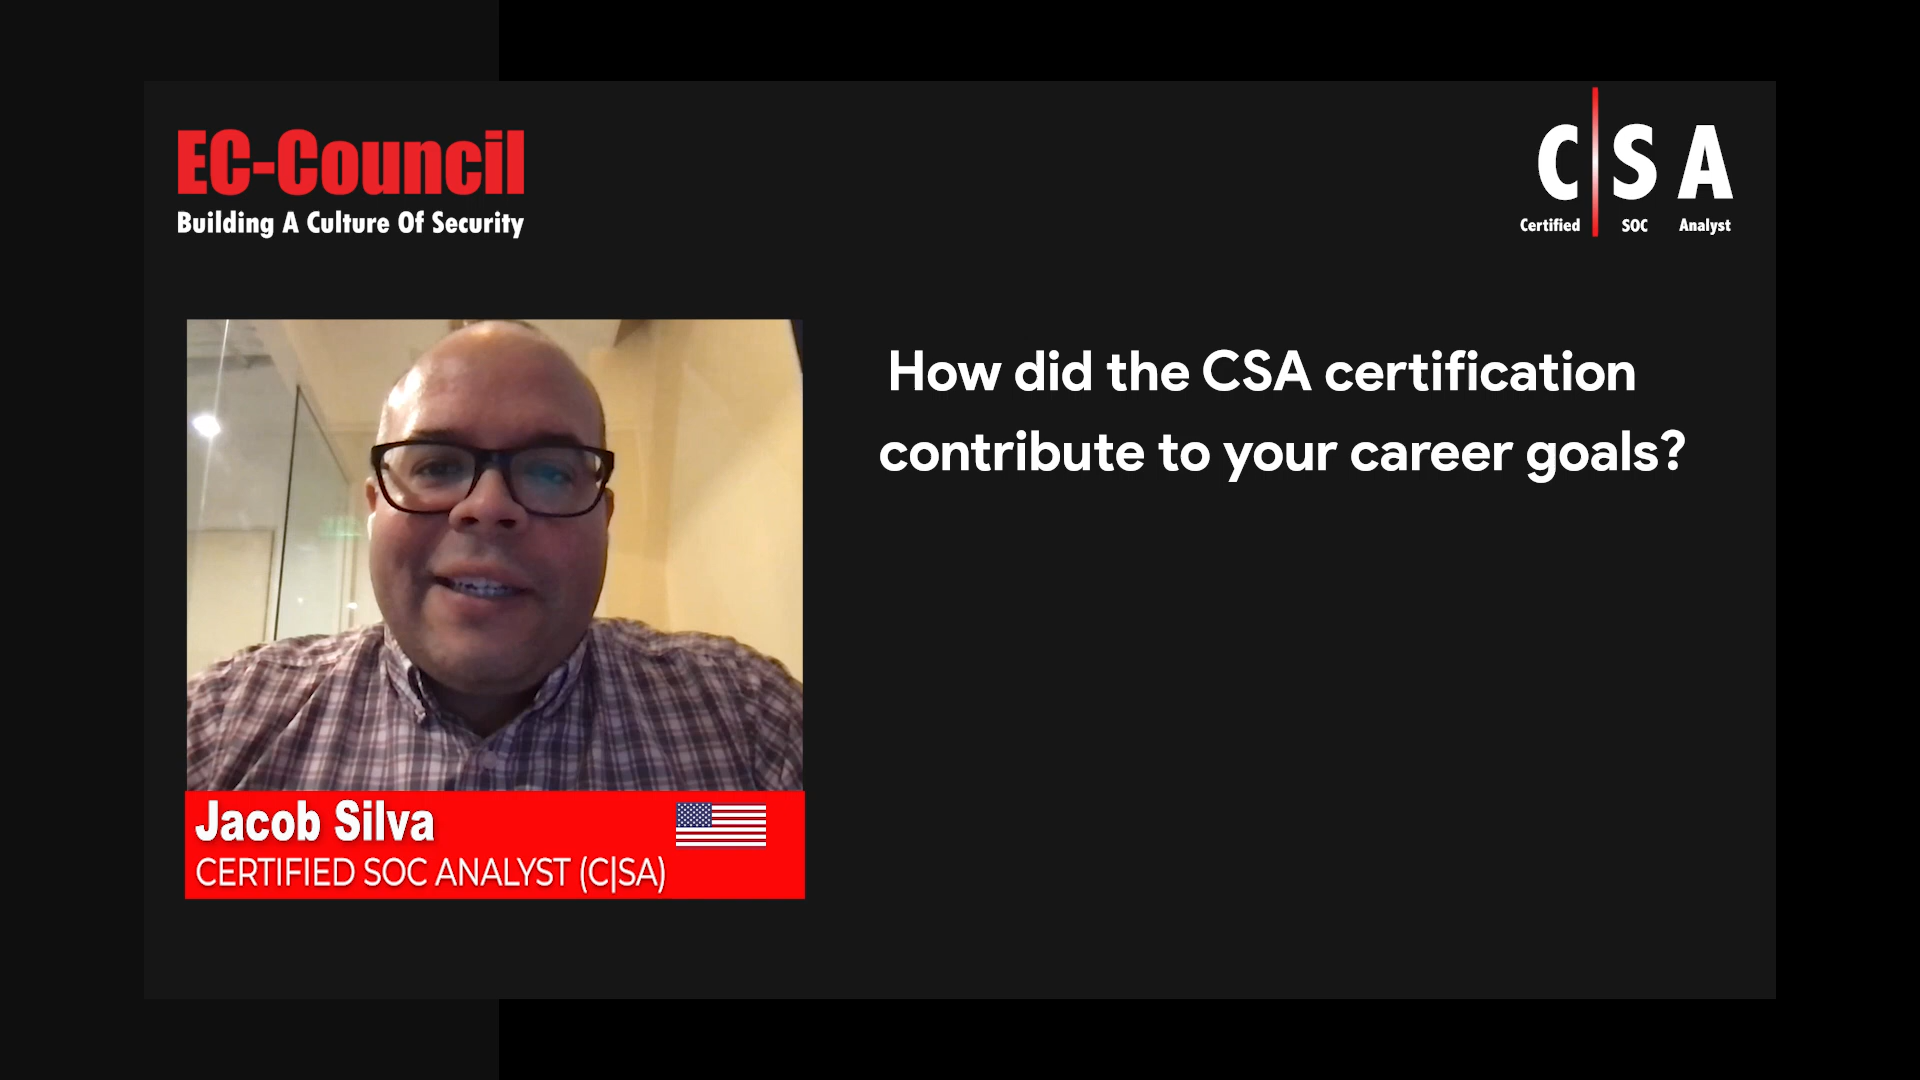 EC-Council
Building A Culture Of Security
C|SA
Certified SOC Analyst
How did the CSA certification
contribute to your career goals?
Jacob Silva
CERTIFIED SOC ANALYST (C|SA)